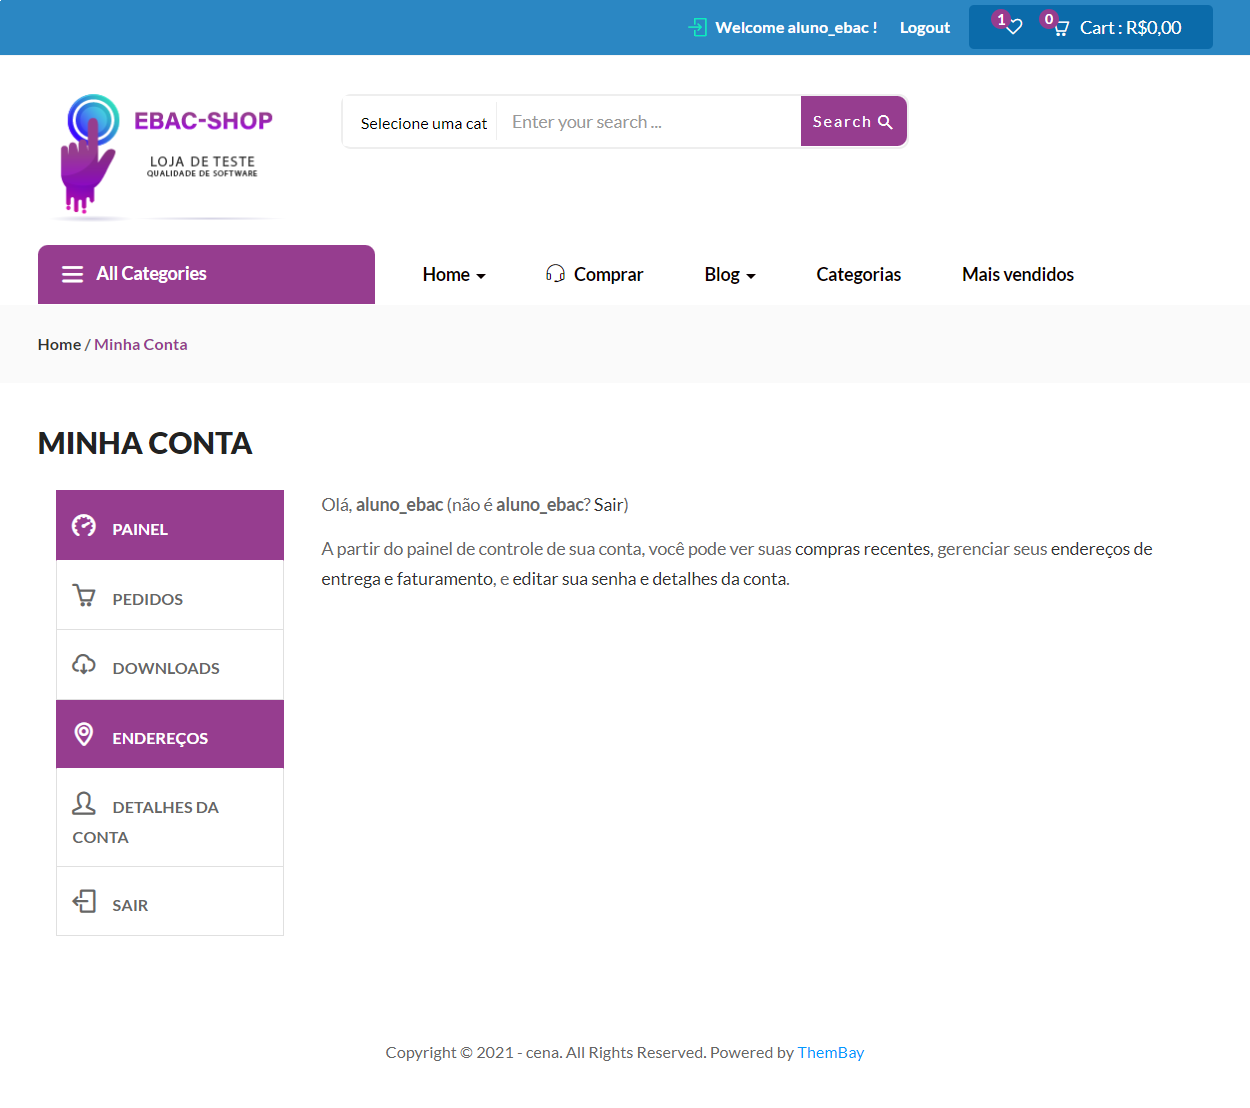 Welcome aluno_ebac !
Logout
1
0
Cart : R$0,00
EBAC-SHOP
LOJA DE TESTE
QUALIDADE DE SOFTWARE
Selecione uma cat
Enter your search ...
Search
All Categories
Home
Comprar
Blog
Categorias
Mais vendidos
Home / Minha Conta
MINHA CONTA
PAINEL
PEDIDOS
DOWNLOADS
ENDEREÇOS
DETALHES DA
CONTA
SAIR
Olá, aluno_ebac (não é aluno_ebac? Sair)
A partir do painel de controle de sua conta, você pode ver suas compras recentes, gerenciar seus endereços de
entrega e faturamento, e editar sua senha e detalhes da conta.
Copyright © 2021 - cena. All Rights Reserved. Powered by ThemBay